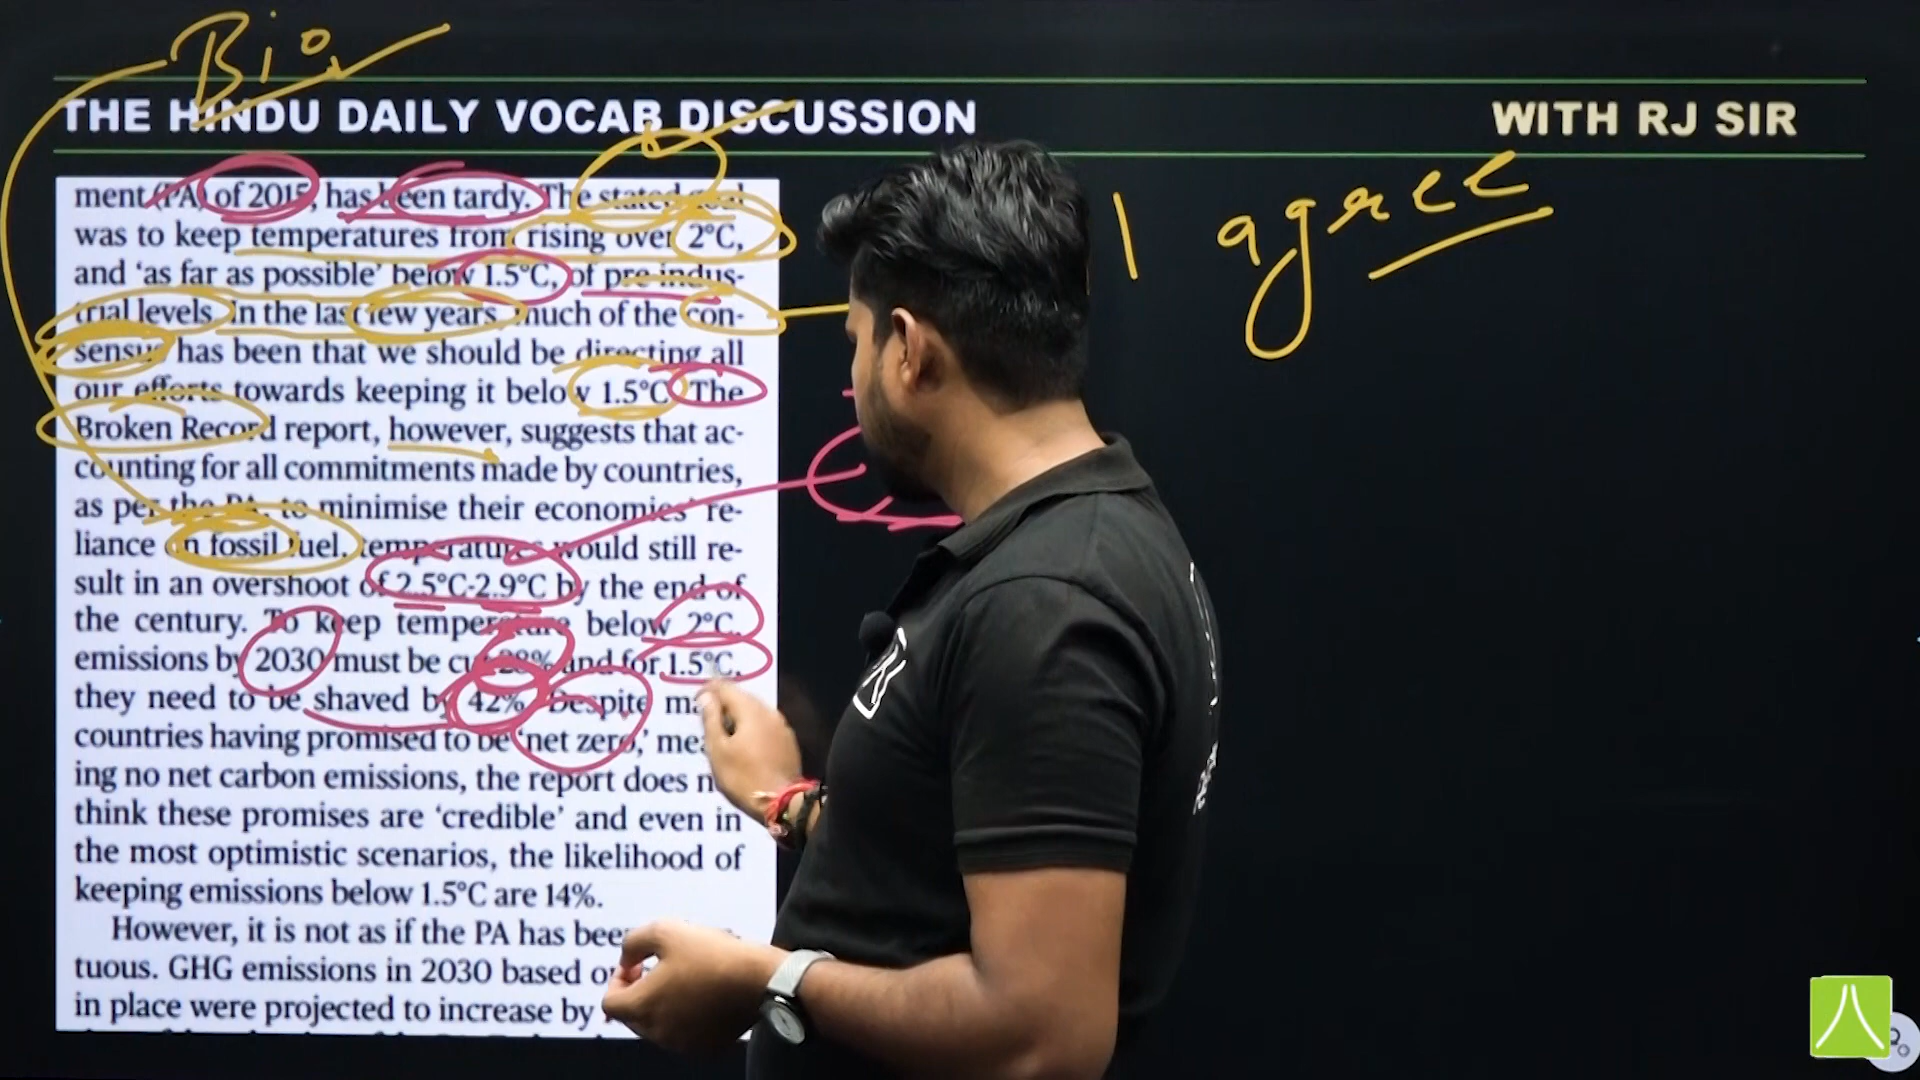 Bio
THE HINDU DAILY VOCAB DISCUSSION
WITH RJ SIR
agree
ment (PA) of 2015, has been tardy. The stated goal
was to keep temperatures from rising over 2°C,
and ‘as far as possible’ below 1.5°C, of pre-indus-
trial levels. In the last few years, much of the con-
sensus has been that we should be directing all
our efforts towards keeping it below 1.5°C. The
Broken Record report, however, suggests that ac-
counting for all commitments made by countries,
as per the PA, to minimise their economies’ re-
liance on fossil fuel, temperatures would still re-
sult in an overshoot of 2.5°C-2.9°C by the end of
the century. To keep temperature below 2°C,
emissions by 2030 must be cut 28% and for 1.5°C,
they need to be shaved by 42%. Despite
countries having promised to be ‘net zero,’
ing no net carbon emissions, the report does
think these promises are ‘credible’ and even in
the most optimistic scenarios, the likelihood of
keeping emissions below 1.5°C are 14%.
However, it is not as if the PA has
tuous. GHG emissions in 2030 based
in place were projected to increase by